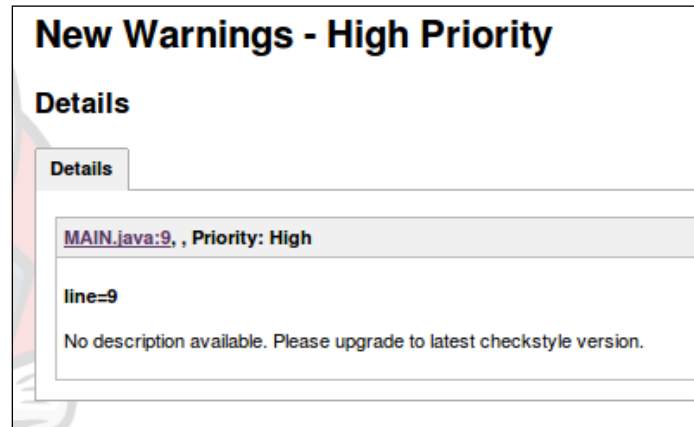 New Warnings - High Priority
Details
Details
MAIN.java:9, , Priority: High
line=9
No description available. Please upgrade to latest checkstyle version.